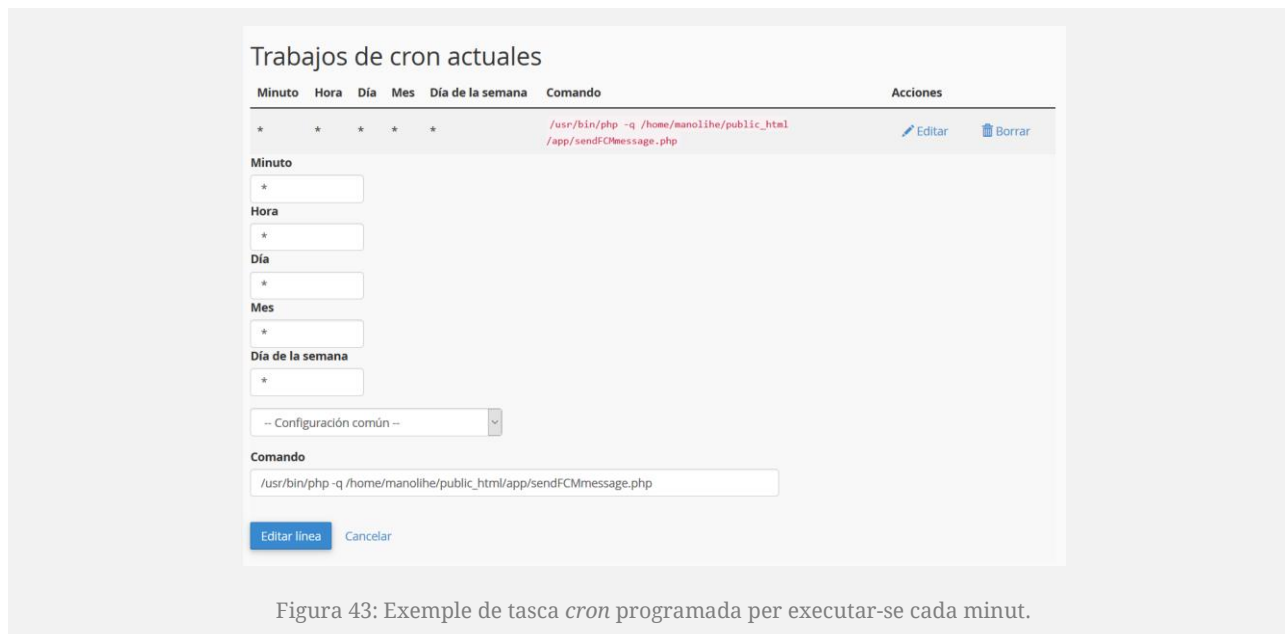 Trabajos de cron actuales
Minuto Hora Día Mes Día de la semana Comando Acciones
* * * * * /usr/bin/php -q /home/manolihe/public_html Editar Borrar
/app/sendFCMmessage.php
Minuto
*
Hora
*
Día
*
Mes
*
Día de la semana
*
-- Configuración común --
Comando
/usr/bin/php -q /home/manolihe/public_html/app/sendFCMmessage.php
Editar línea Cancelar
Figura 43: Exemple de tasca cron programada per executar-se cada minut.